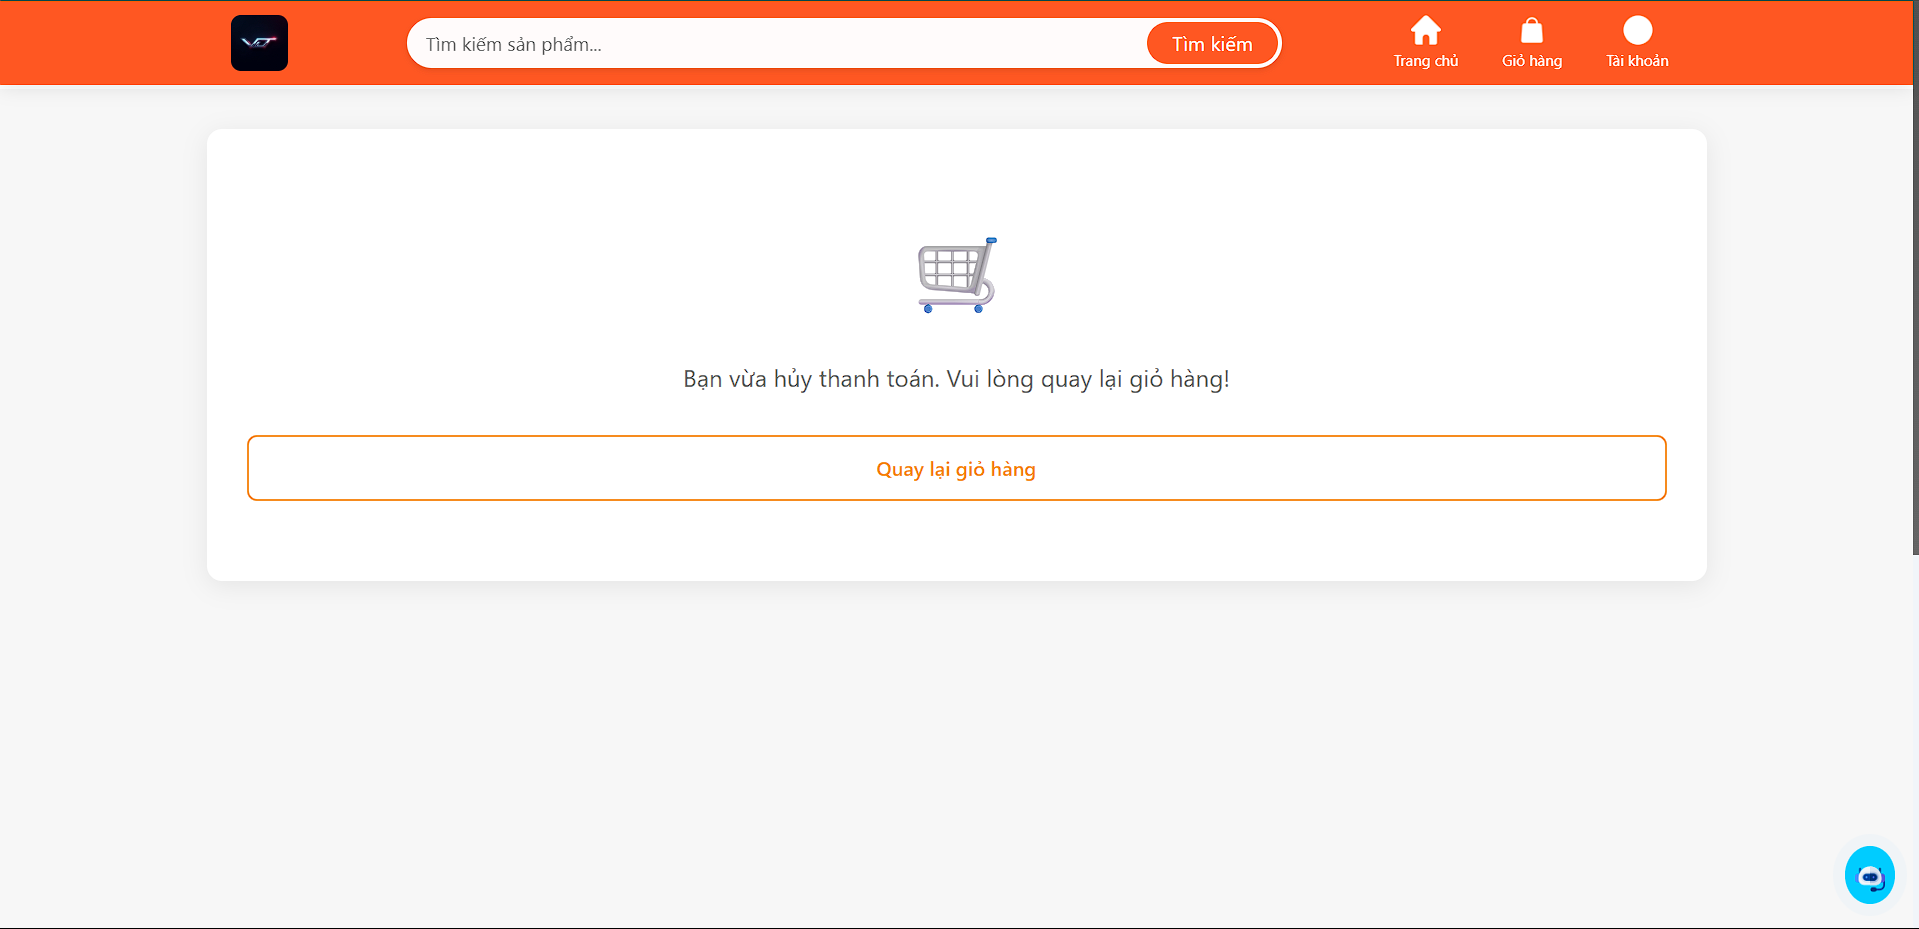 VJT
Tìm kiếm sản phẩm...
Tìm kiếm
Trang chủ
Giỏ hàng
Tài khoản
Bạn vừa hủy thanh toán. Vui lòng quay lại giỏ hàng!
Quay lại giỏ hàng